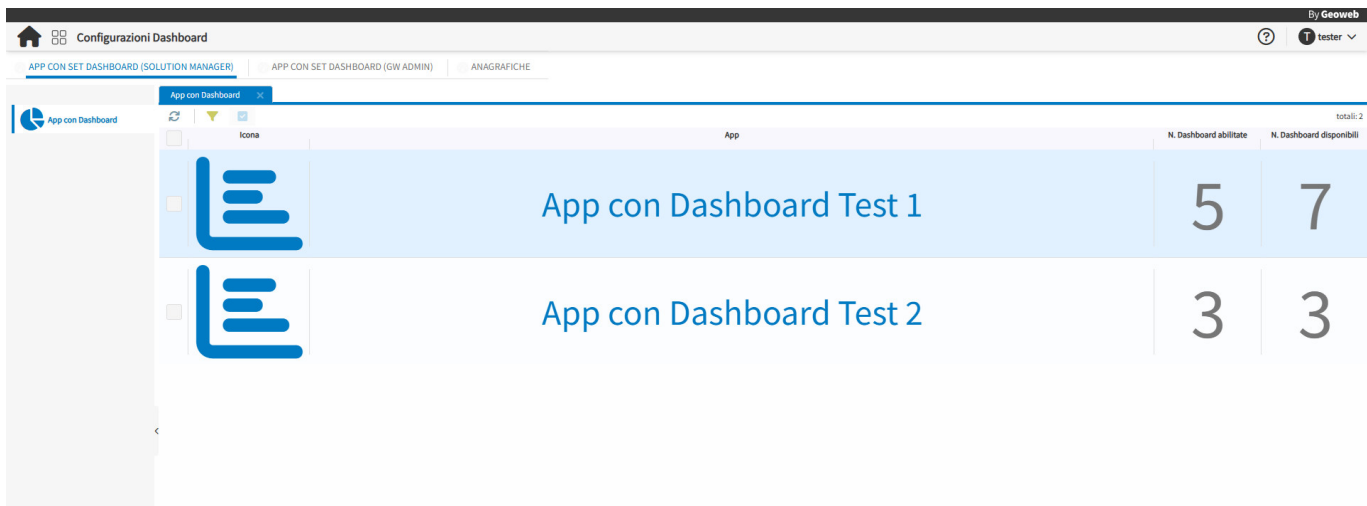 By Geoweb
Configurazioni Dashboard
T tester
APP CON SET DASHBOARD (SOLUTION MANAGER) APP CON SET DASHBOARD (GW ADMIN) ANAGRAFICHE
App con Dashboard
App con Dashboard
totali: 2
Icona App N. Dashboard abilitate N. Dashboard disponibili
App con Dashboard Test 1 5 7
App con Dashboard Test 2 3 3